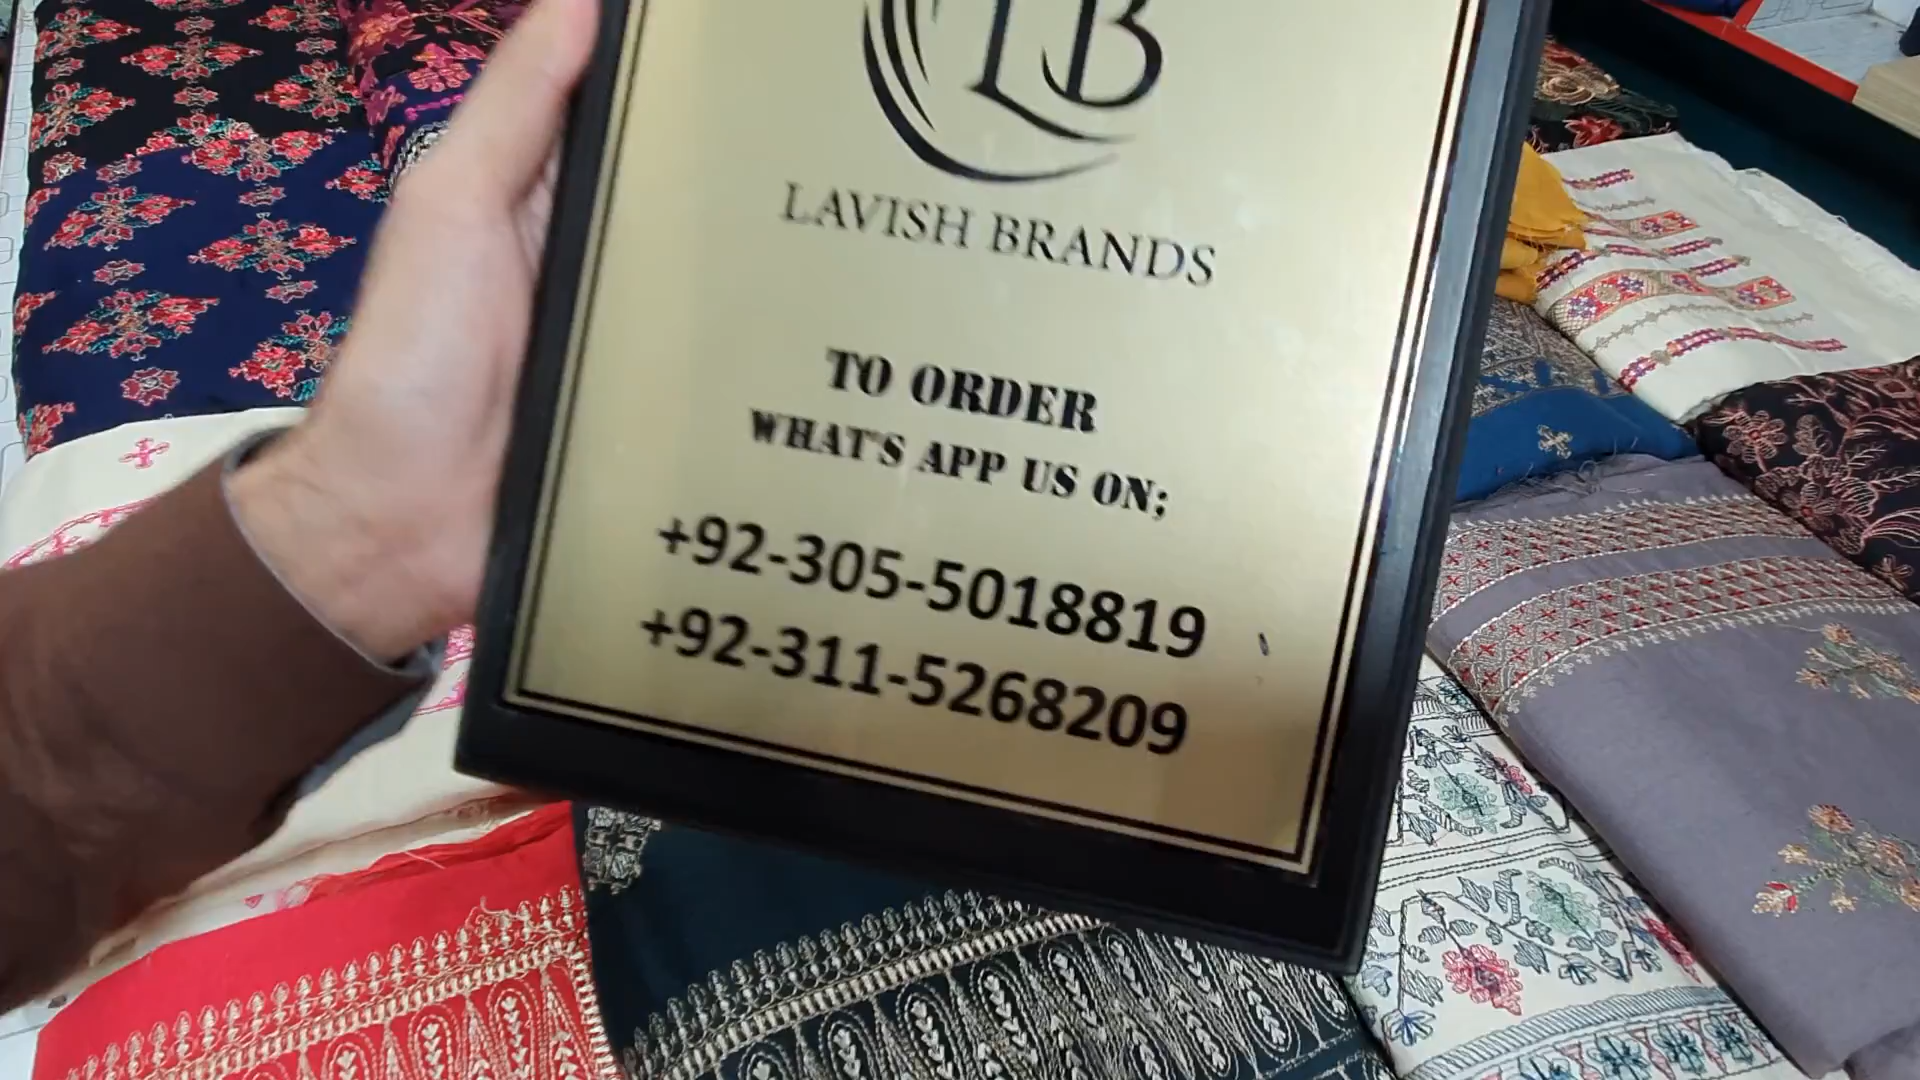 LB
LAVISH BRANDS
TO ORDER
WHAT'S APP US ON;
+92-305-5018819
+92-311-5268209